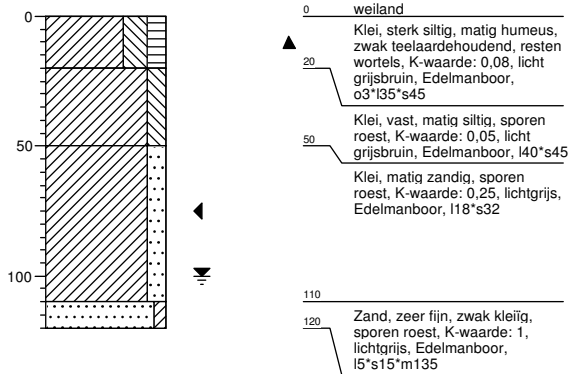 0
50
100
0
weiland
Klei, sterk siltig, matig humeus,
zwak teelaardehoudend, resten
wortels, K-waarde: 0,08, licht
grijsbruin, Edelmanboor,
o3*l35*s45
20
Klei, vast, matig siltig, sporen
roest, K-waarde: 0,05, licht
grijsbruin, Edelmanboor, l40*s45
50
Klei, matig zandig, sporen
roest, K-waarde: 0,25, lichtgrijs,
Edelmanboor, l18*s32
110
Zand, zeer fijn, zwak kleiïg,
sporen roest, K-waarde: 1,
lichtgrijs, Edelmanboor,
l5*s15*m135
120